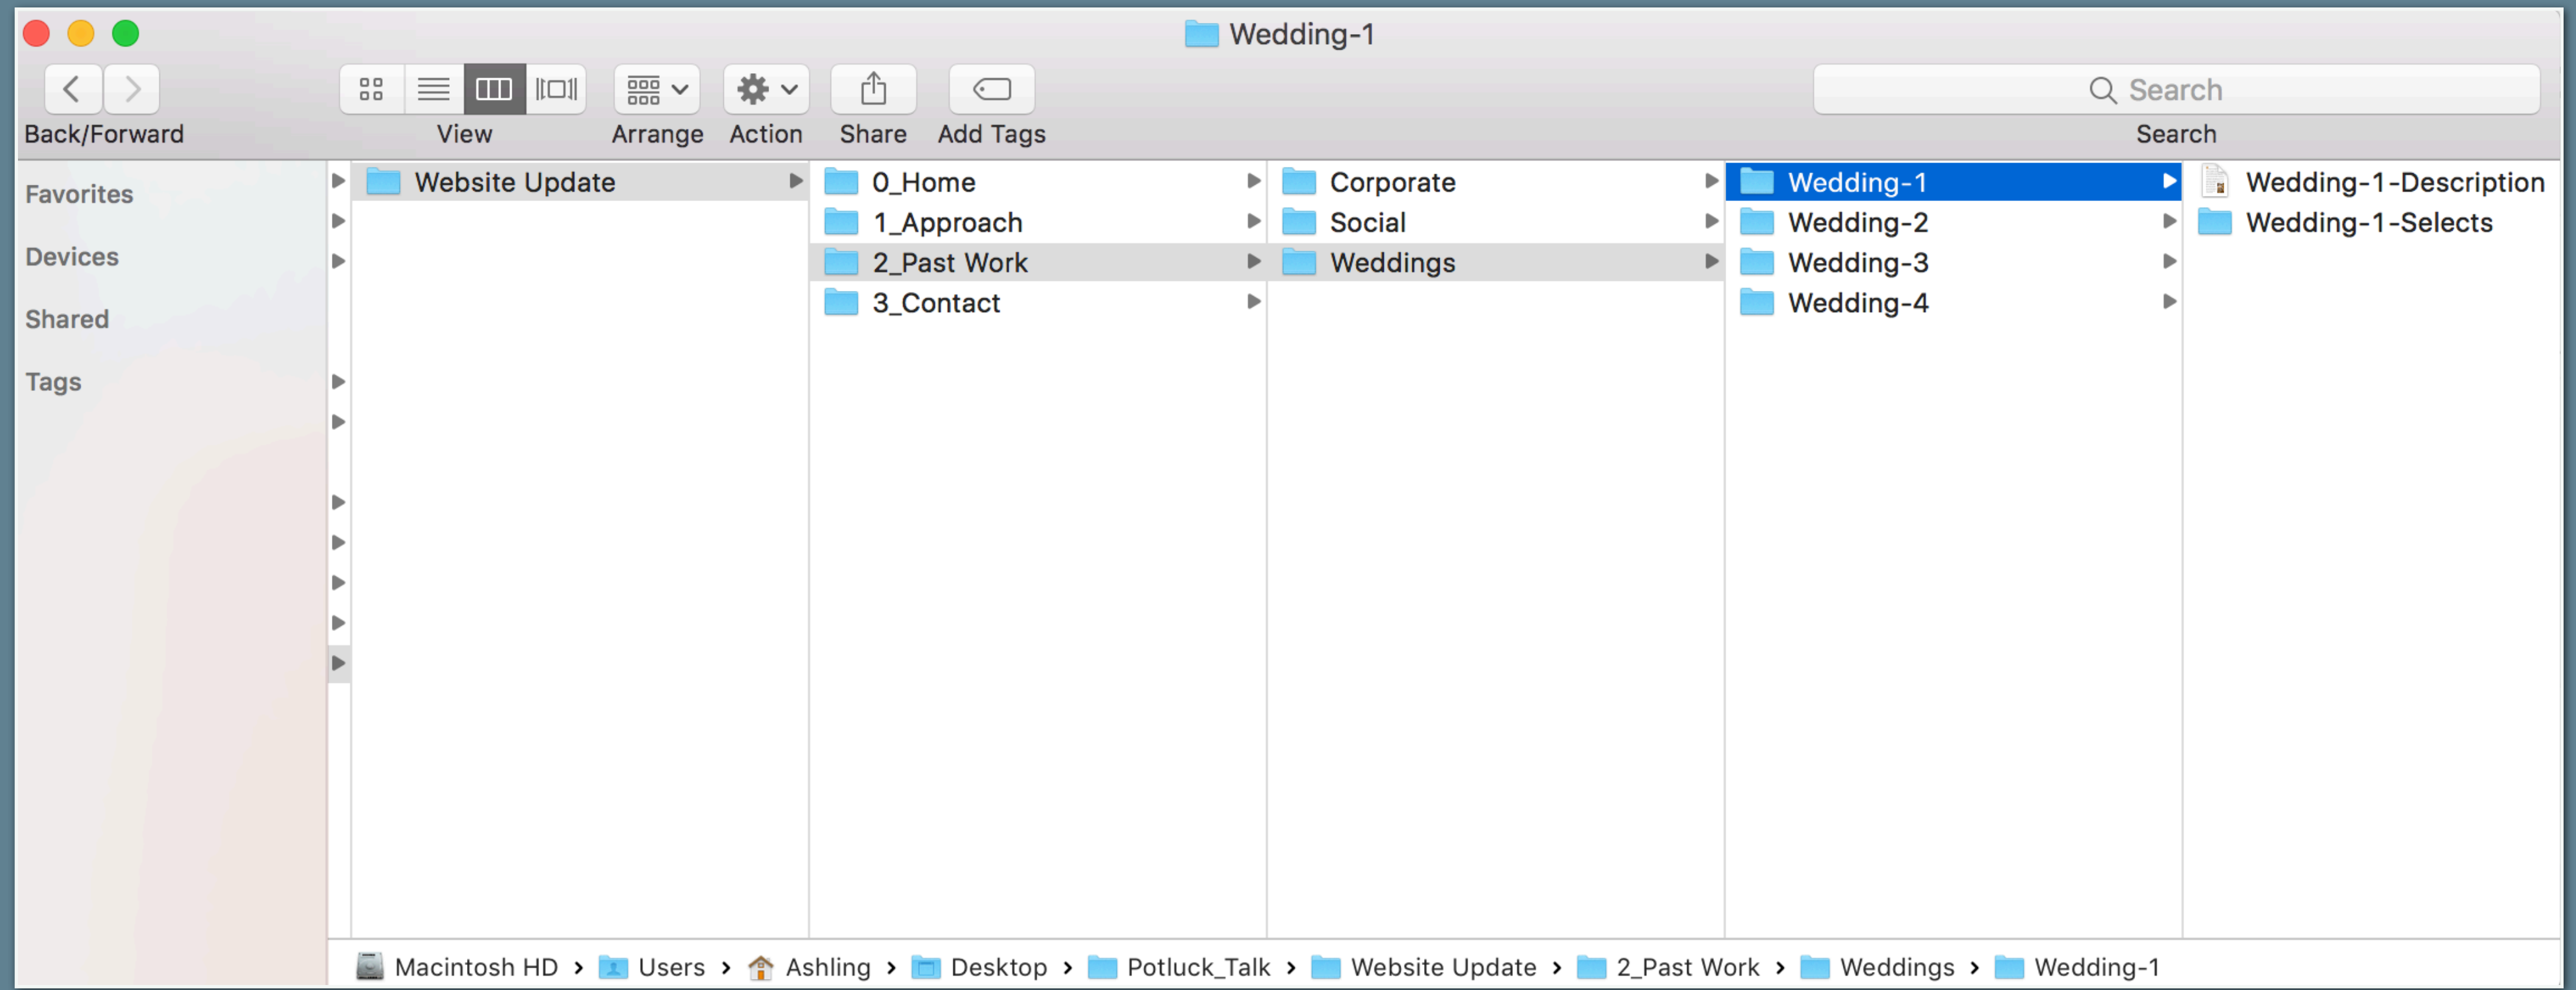 Wedding-1
Search
Back/Forward View Arrange Action Share Add Tags Search
Favorites
Devices
Shared
Tags
Website Update
0_Home
1_Approach
2_Past Work
3_Contact
Corporate
Social
Weddings
Wedding-1
Wedding-2
Wedding-3
Wedding-4
Wedding-1-Description
Wedding-1-Selects
Macintosh HD › Users › Ashling › Desktop › Potluck_Talk › Website Update › 2_Past Work › Weddings › Wedding-1